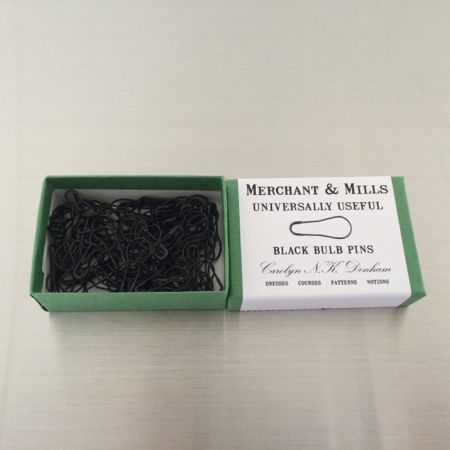 MERCHANT & MILLS
UNIVERSALLY USEFUL
BLACK BULB PINS
Carolyn N.K. Denham
DRESSES COURSES PATTERNS NOTIONS